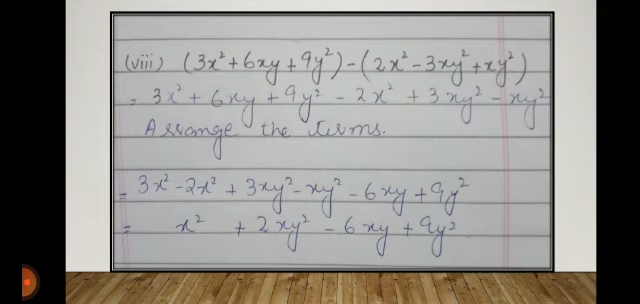 (viii) (3x² + 6xy + 9y²) - (2x² - 3xy² + xy²)
= 3x² + 6xy + 9y² - 2x² + 3xy² - xy²
Arrange the terms.
= 3x² - 2x² + 3xy² - xy² - 6xy + 9y²
= x² + 2xy² - 6xy + 9y²